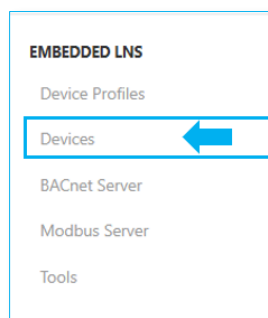 EMBEDDED LNS
Device Profiles
Devices
BACnet Server
Modbus Server
Tools